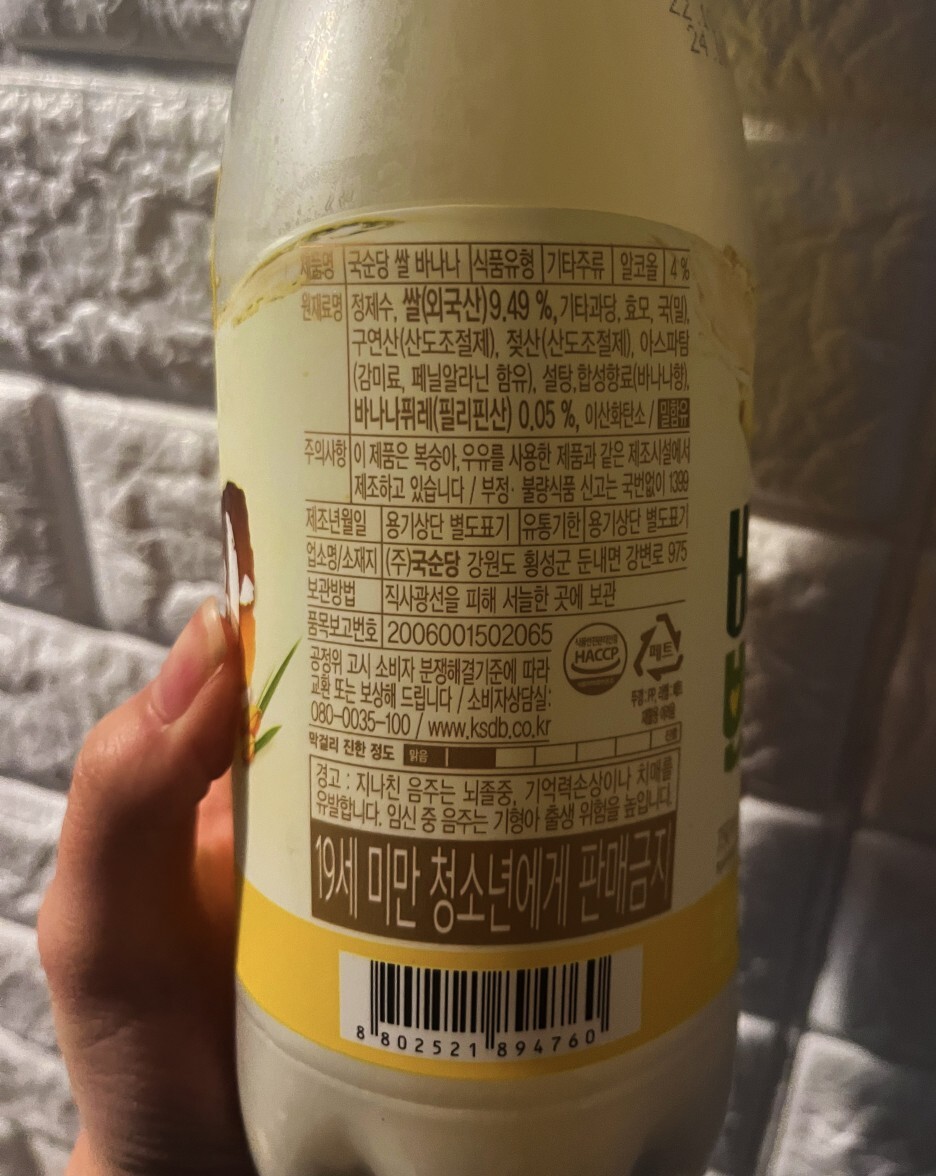 22.
24.
제품명 국순당 쌀 바나나 식품유형 기타주류 알코올 4 %
원재료명 정제수, 쌀(외국산)9.49 %, 기타과당, 효모, 국(밀),
구연산(산도조절제), 젖산(산도조절제), 아스파탐
(감미료, 페닐알라닌 함유), 설탕, 합성향료(바나나향),
바나나퓌레(필리핀산) 0.05 %, 이산화탄소 / 밀함유
주의사항 이 제품은 복숭아, 우유를 사용한 제품과 같은 제조시설에서
제조하고 있습니다 / 부정· 불량식품 신고는 국번없이 1399
제조년월일 용기상단 별도표기 유통기한 용기상단 별도표기
업소명/소재지 (주)국순당 강원도 횡성군 둔내면 강변로 975
보관방법 직사광선을 피해 서늘한 곳에 보관
품목보고번호 2006001502065
HACCP
페트
공정위 고시 소비자 분쟁해결기준에 따라
교환 또는 보상해 드립니다 / 소비자상담실:
080-0035-100 / www.ksdb.co.kr
막걸리 진한 정도 맑음 진함
경고 : 지나친 음주는 뇌졸중, 기억력손상이나 치매를
유발합니다. 임신 중 음주는 기형아 출생 위험을 높입니다.
19세 미만 청소년에게 판매금지
8 802521 894760